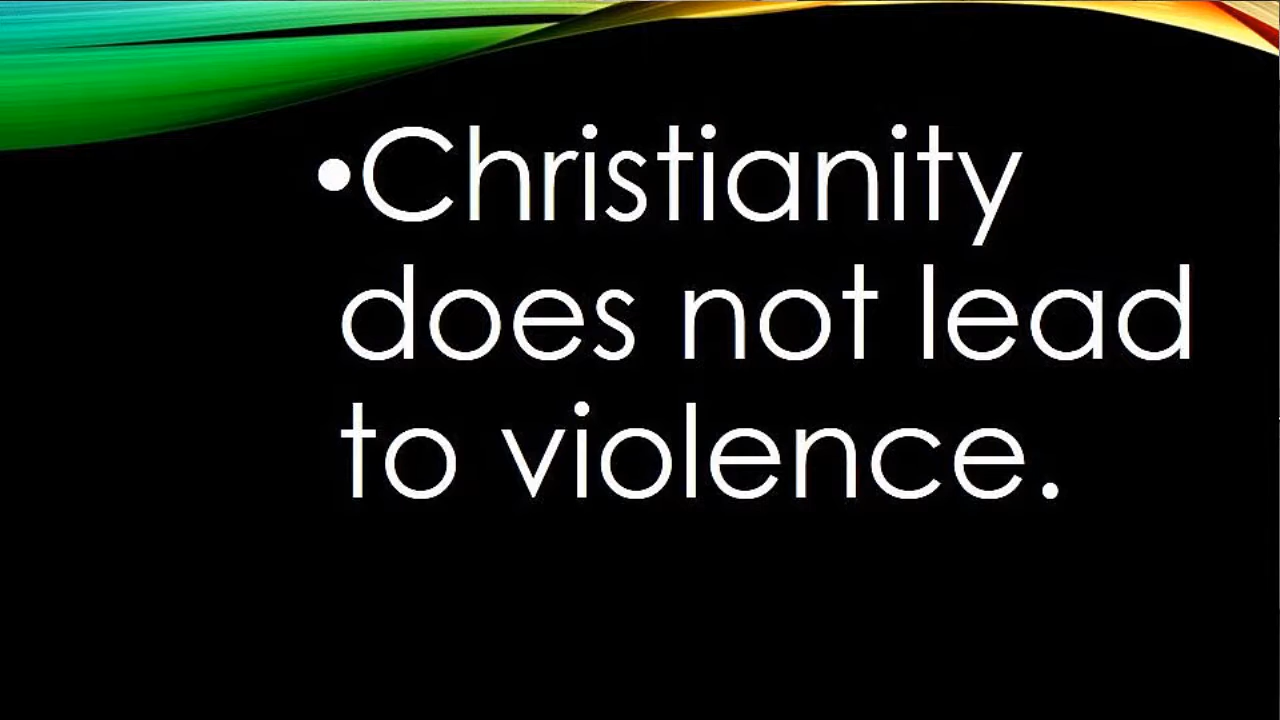 •Christianity
does not lead
to violence.